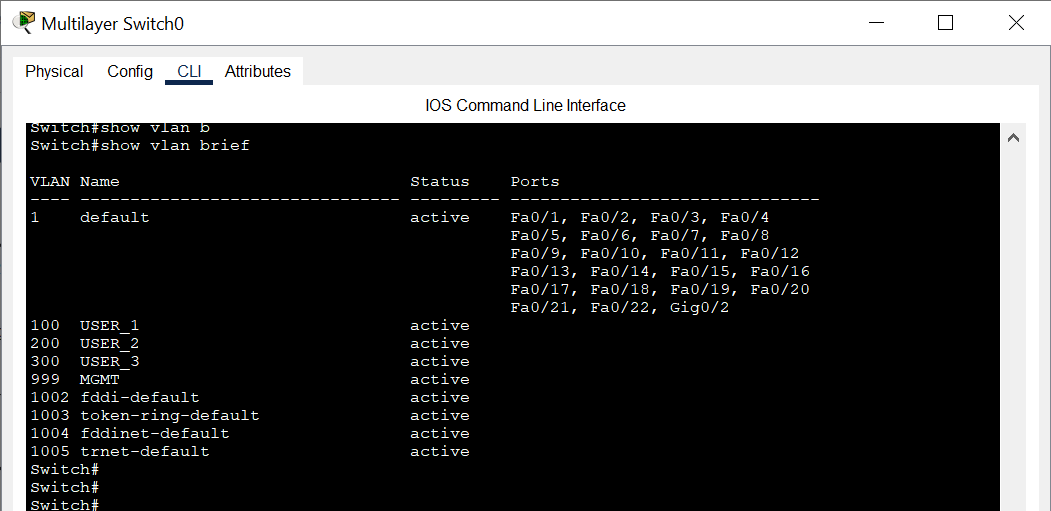 Multilayer Switch0
Physical Config CLI Attributes
IOS Command Line Interface
Switch#show vlan b
Switch#show vlan brief
VLAN Name Status Ports
---- -------------------------------- --------- -------------------------------
1 default active Fa0/1, Fa0/2, Fa0/3, Fa0/4
Fa0/5, Fa0/6, Fa0/7, Fa0/8
Fa0/9, Fa0/10, Fa0/11, Fa0/12
Fa0/13, Fa0/14, Fa0/15, Fa0/16
Fa0/17, Fa0/18, Fa0/19, Fa0/20
Fa0/21, Fa0/22, Gig0/2
100 USER_1 active
200 USER_2 active
300 USER_3 active
999 MGMT active
1002 fddi-default active
1003 token-ring-default active
1004 fddinet-default active
1005 trnet-default active
Switch#
Switch#
Switch#